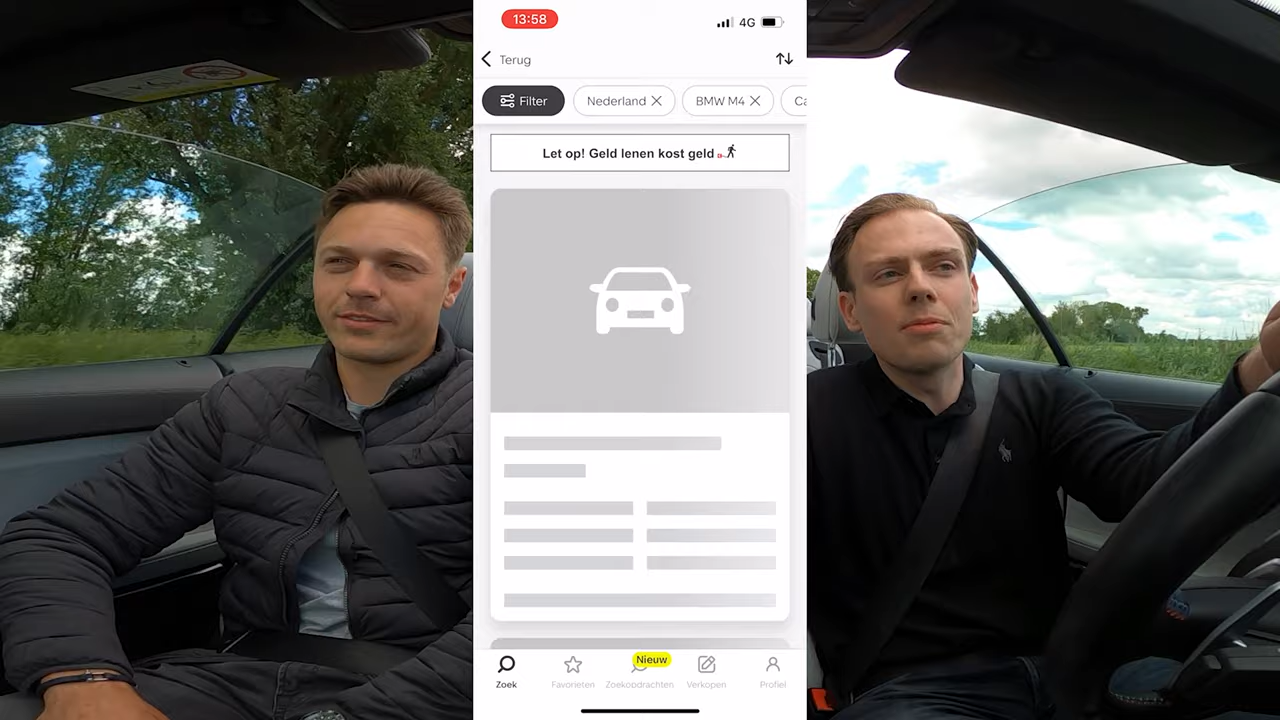 13:58
4G
Terug
Filter
Nederland
BMW M4
Ca
Let op! Geld lenen kost geld
Nieuw
Zoek
Favorieten
Zoekopdrachten
Verkopen
Profiel